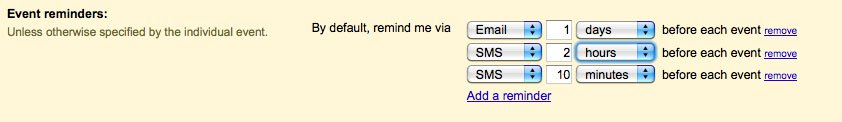 Event reminders:
Unless otherwise specified by the individual event.
By default, remind me via Email 1 days before each event remove
SMS 2 hours before each event remove
SMS 10 minutes before each event remove
Add a reminder